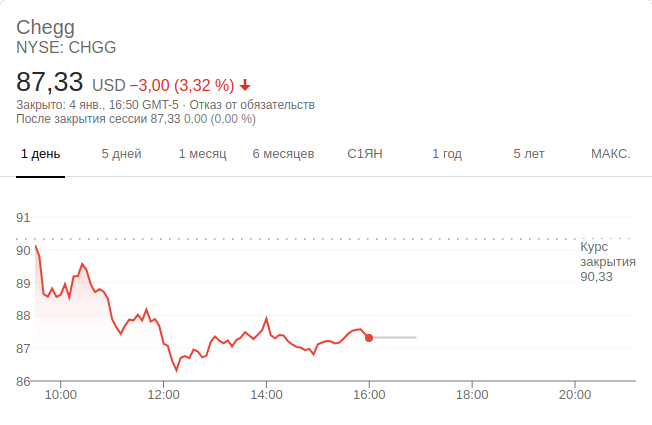 Chegg
NYSE: CHGG
87,33 USD −3,00 (3,32 %)
Закрыто: 4 янв., 16:50 GMT-5 · Отказ от обязательств
После закрытия сессии 87,33 0,00 (0,00 %)
1 день 5 дней 1 месяц 6 месяцев С1ЯН 1 год 5 лет МАКС.
91
90
89
88
87
86
Курс
закрытия
90,33
10:00 12:00 14:00 16:00 18:00 20:00